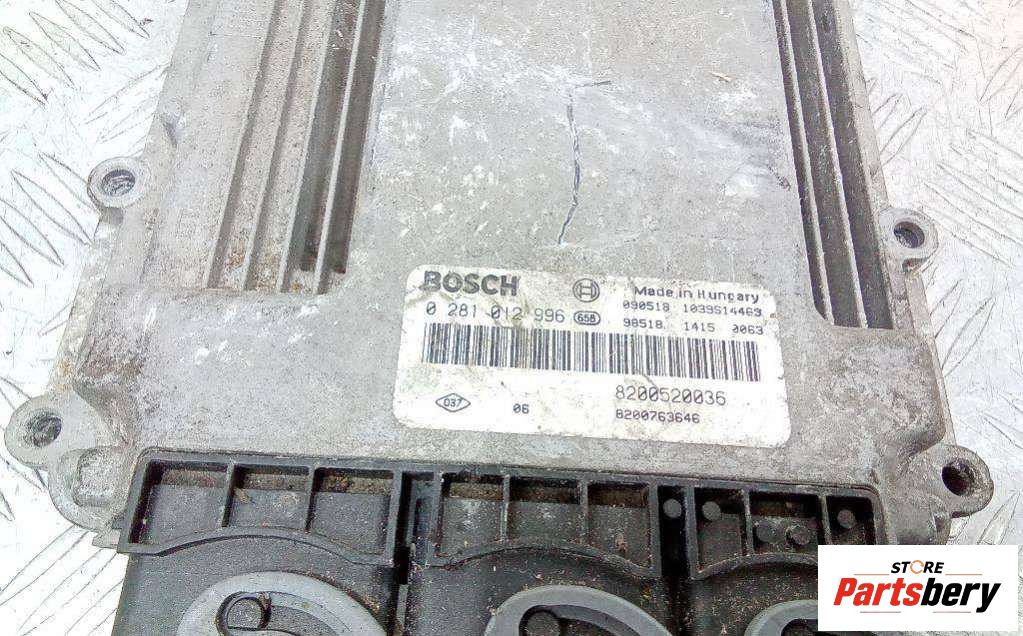 BOSCH
Made in Hungary
0 281 012 996 658
090518 1039S14469
98518 1415 0063
8200520036
037 06 8200763646
STORE
Partsbery